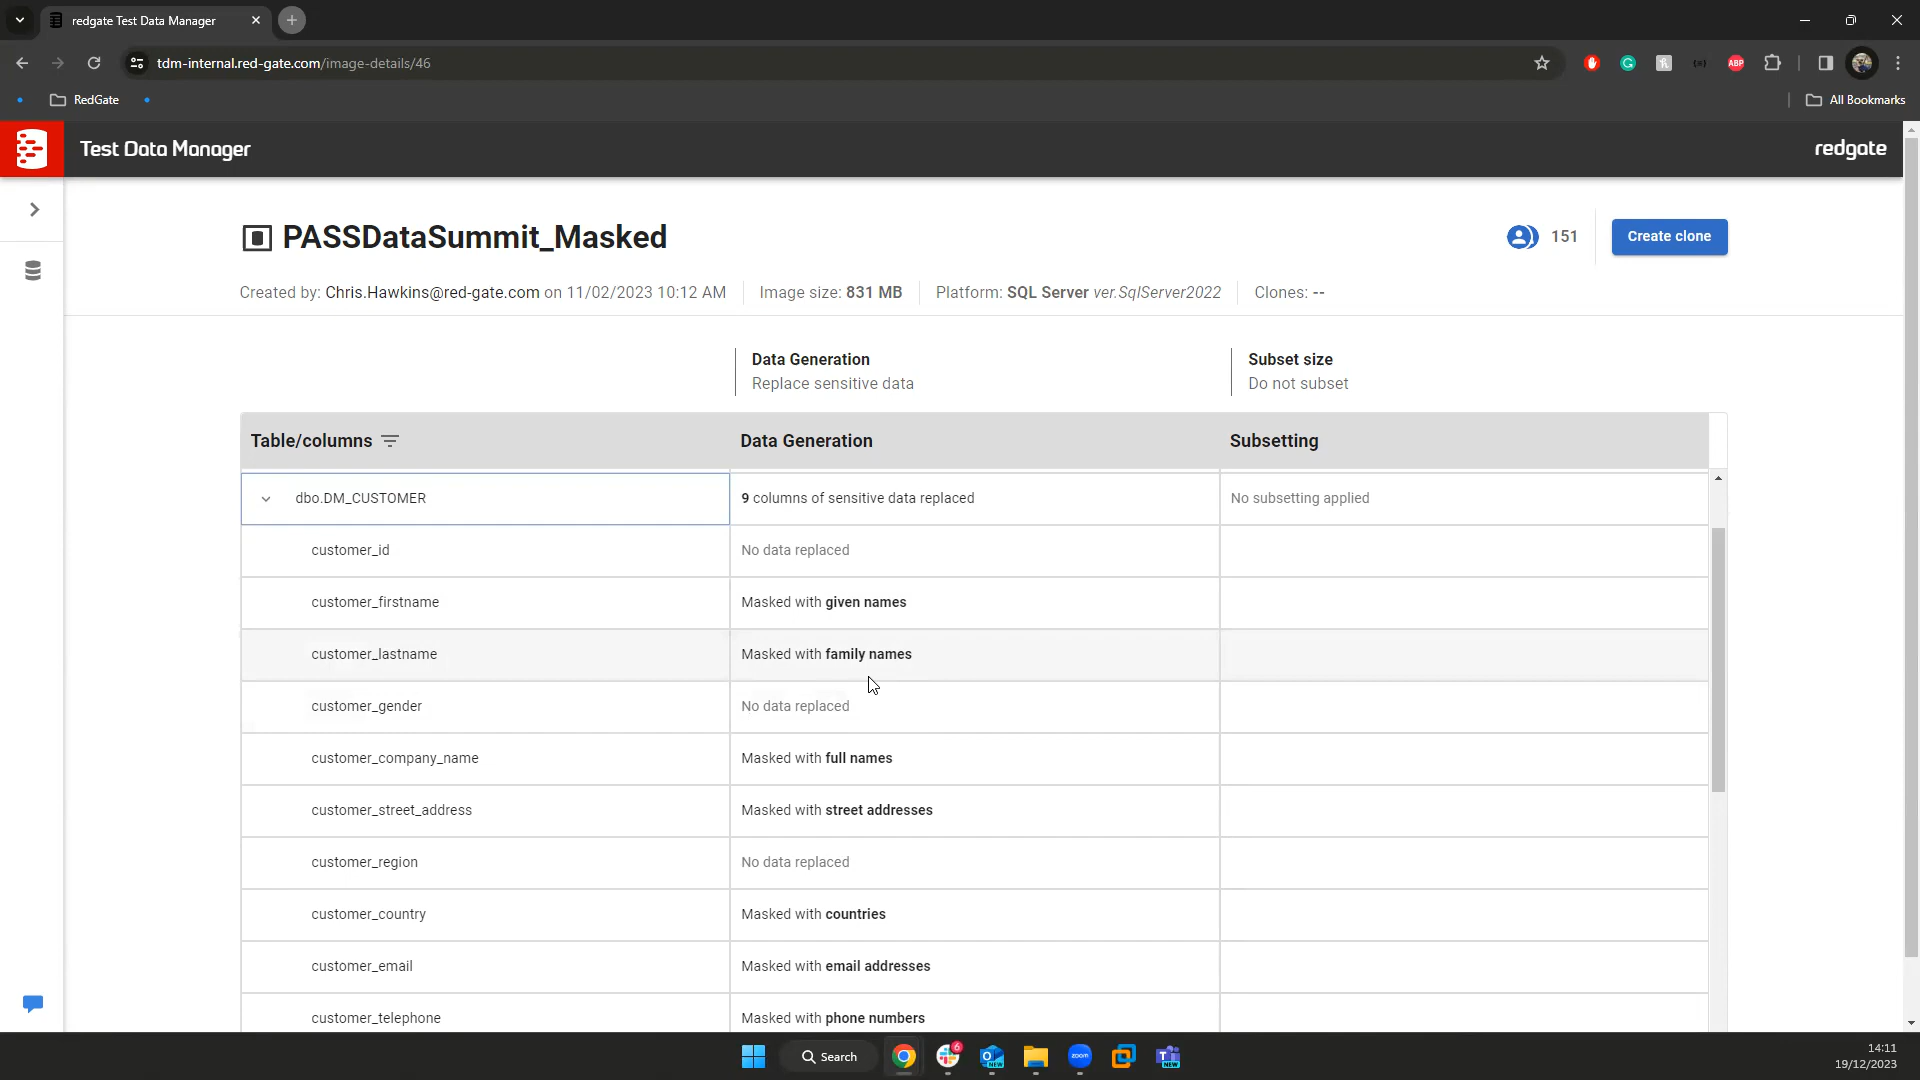 redgate Test Data Manager
tdm-internal.red-gate.com/image-details/46
ABP
RedGate
All Bookmarks
Test Data Manager
redgate
PASSDataSummit_Masked
151
Create clone
Created by: Chris.Hawkins@red-gate.com on 11/02/2023 10:12 AM
Image size: 831 MB
Platform: SQL Server ver.SqlServer2022
Clones: --
Data Generation
Replace sensitive data
Subset size
Do not subset
Table/columns
Data Generation
Subsetting
dbo.DM_CUSTOMER
9 columns of sensitive data replaced
No subsetting applied
customer_id
No data replaced
customer_firstname
Masked with given names
customer_lastname
Masked with family names
customer_gender
No data replaced
customer_company_name
Masked with full names
customer_street_address
Masked with street addresses
customer_region
No data replaced
customer_country
Masked with countries
customer_email
Masked with email addresses
customer_telephone
Masked with phone numbers
Search
6
NEW
zoom
NEW
14:11
19/12/2023